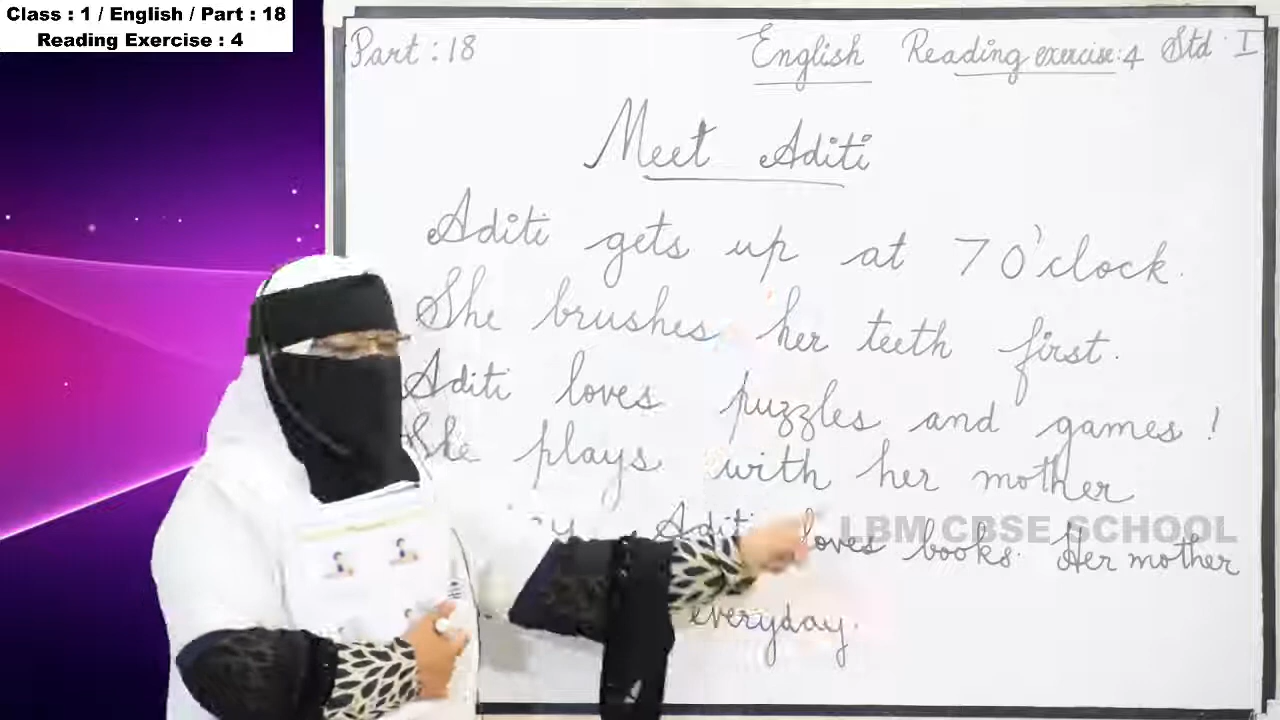 Class : 1 / English / Part : 18
Reading Exercise : 4
Part : 18 English Reading exercise:4 Std I
Meet Aditi
Aditi gets up at 7 O'clock.
She brushes her teeth first.
Aditi loves puzzles and games!
She plays with her mother
Aditi loves books. Her mother
everyday.
LBM CBSE SCHOOL